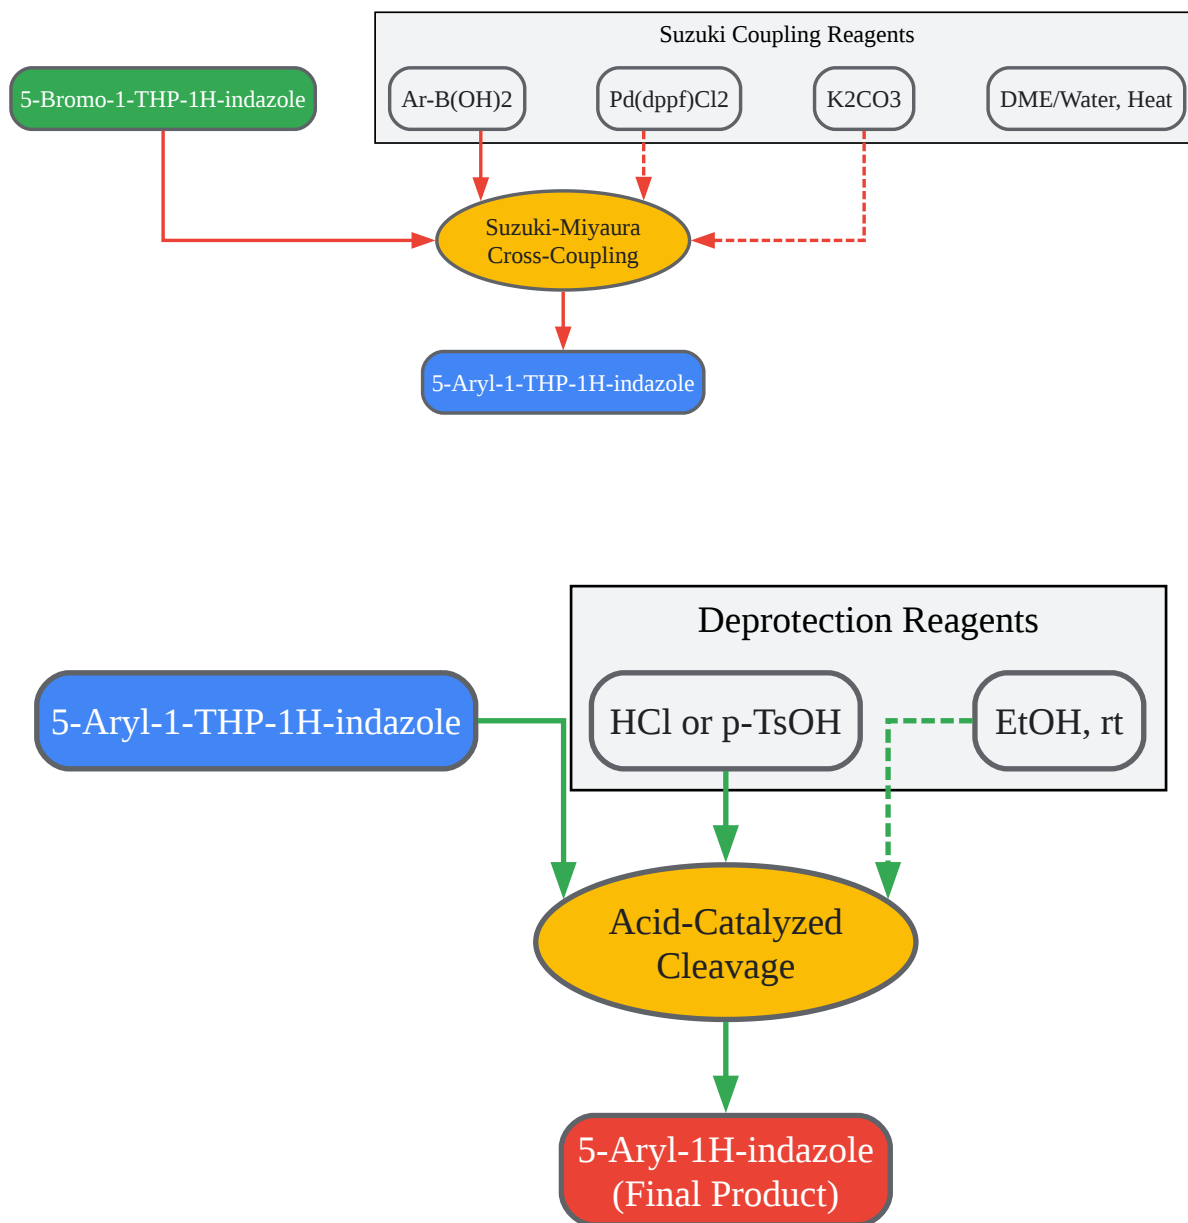 Suzuki Coupling Reagents
5-Bromo-1-THP-1H-indazole
Ar-B(OH)2
Pd(dppf)Cl2
K2CO3
DME/Water, Heat
Suzuki-Miyaura
Cross-Coupling
5-Aryl-1-THP-1H-indazole
Deprotection Reagents
5-Aryl-1-THP-1H-indazole
HCl or p-TsOH
EtOH, rt
Acid-Catalyzed
Cleavage
5-Aryl-1H-indazole
(Final Product)